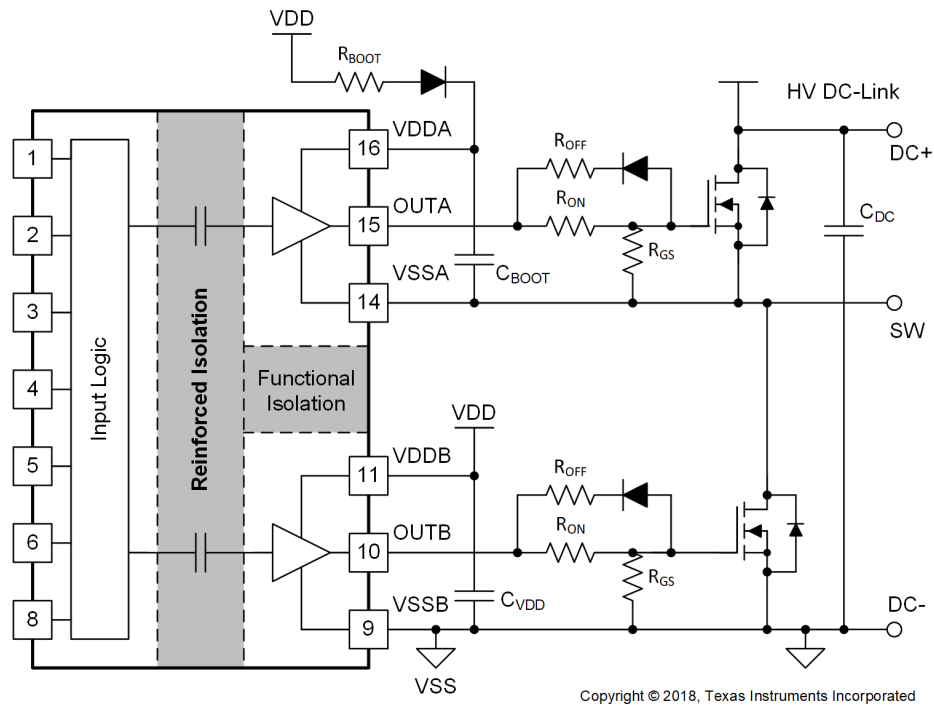 VDD
RBOOT
HV DC-Link
DC+
1
VDDA
16
ROFF
2
OUTA
15
RON
CDC
3
VSSA
14
CBOOT
RGS
SW
Input Logic
Reinforced Isolation
4
Functional
Isolation
VDD
5
VDDB
11
ROFF
6
OUTB
10
RON
8
VSSB
9
CVDD
RGS
DC-
VSS
Copyright © 2018, Texas Instruments Incorporated